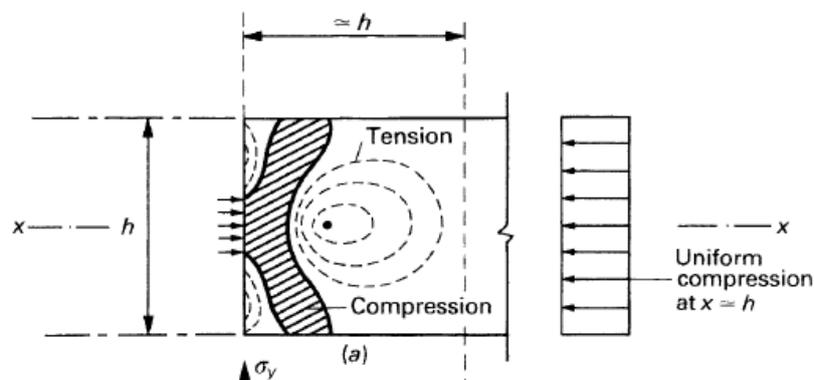 ≃ h
Tension
x
h
x
Uniform
compression
at x ≃ h
Compression
(a)
σy